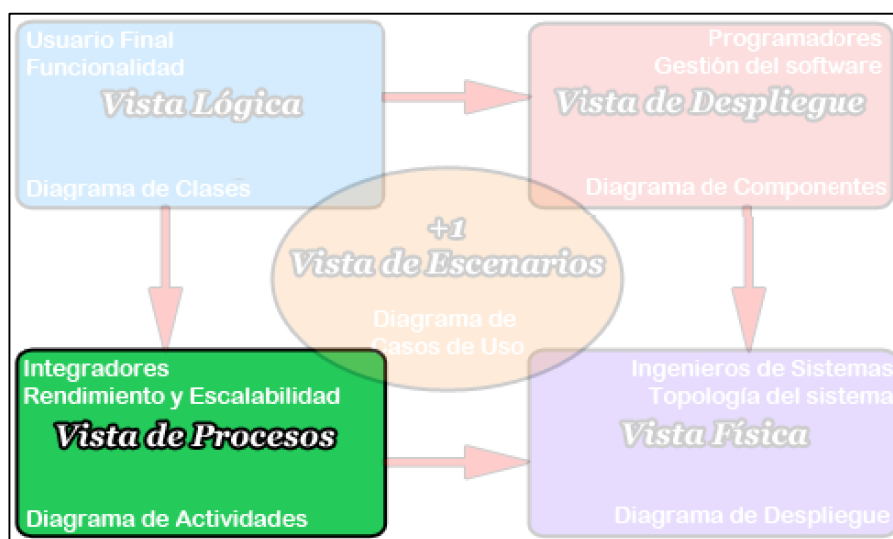 Usuario Final
Funcionalidad
Vista Lógica
Diagrama de Clases
Programadores
Gestión del software
Vista de Despliegue
Diagrama de Componentes
+1
Vista de Escenarios
Diagrama de
Casos de Uso
Integradores
Rendimiento y Escalabilidad
Vista de Procesos
Diagrama de Actividades
Ingenieros de Sistemas
Topología del sistema
Vista Física
Diagrama de Despliegue